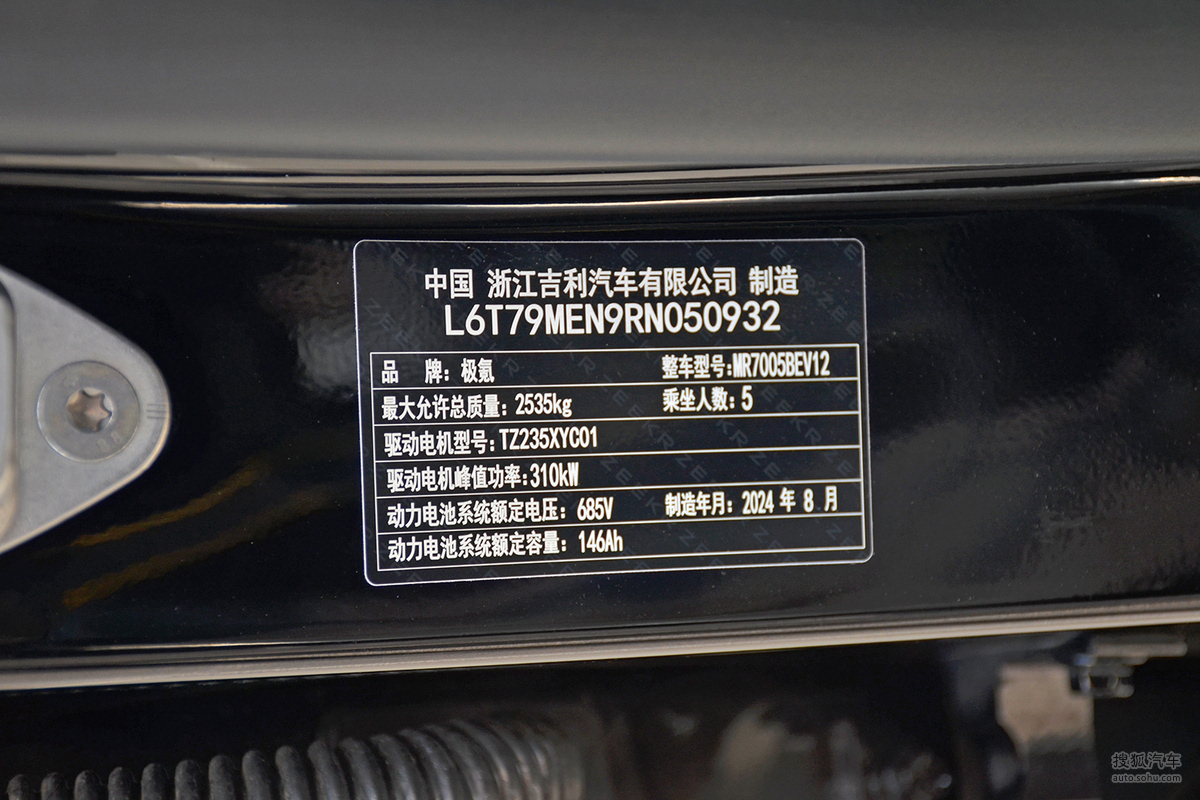 中国 浙江吉利汽车有限公司 制造
L6T79MEN9RN050932
品 牌: 极氪 整车型号:MR7005BEV12
最大允许总质量: 2535kg 乘坐人数: 5
驱动电机型号: TZ235XYC01
驱动电机峰值功率:310kW
动力电池系统额定电压: 685V 制造年月: 2024 年 8 月
动力电池系统额定容量: 146Ah
搜狐汽车
auto.sohu.com